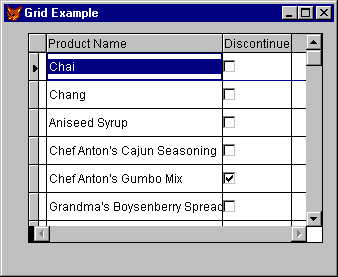 Grid Example
Product Name Discontinue
Chai
Chang
Aniseed Syrup
Chef Anton's Cajun Seasoning
Chef Anton's Gumbo Mix
Grandma's Boysenberry Spread